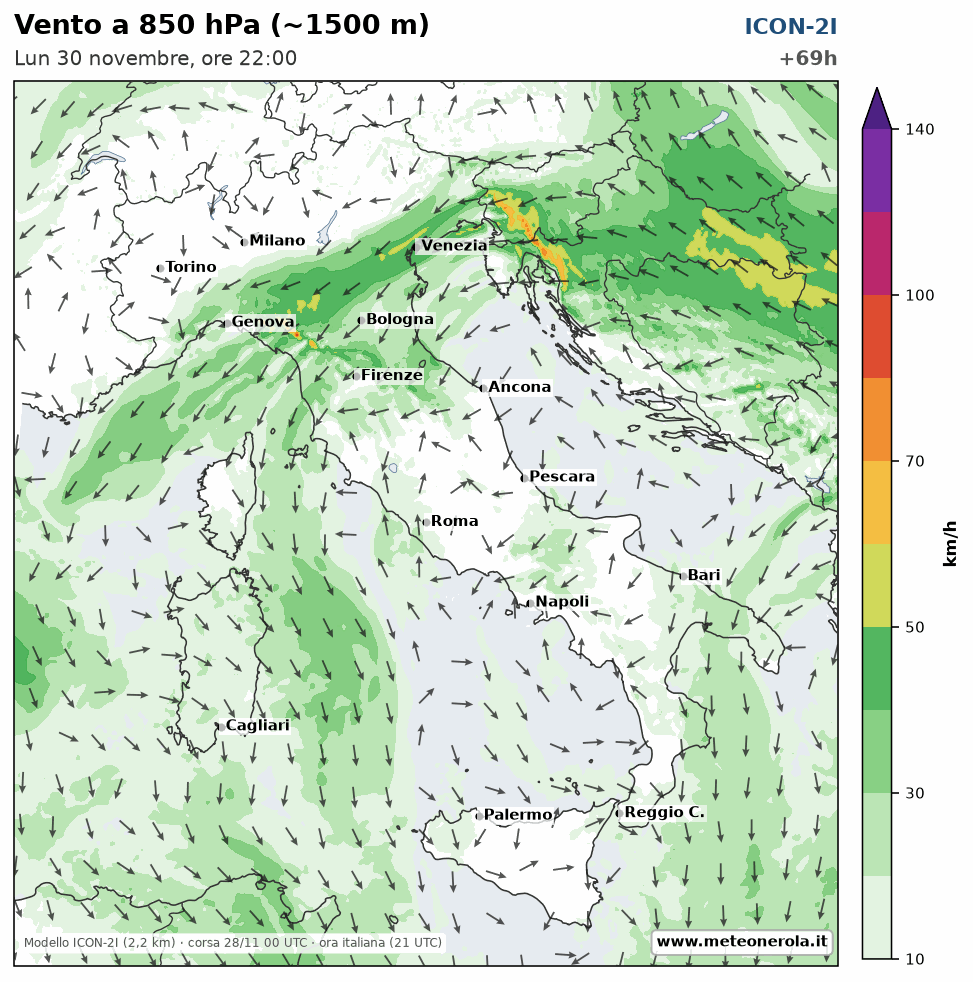 Vento a 850 hPa (~1500 m)
ICON-2I
Lun 30 novembre, ore 22:00
+69h
140
100
70
50
30
10
km/h
Milano
Venezia
Torino
Genova
Bologna
Firenze
Ancona
Pescara
Roma
Bari
Napoli
Cagliari
Palermo
Reggio C.
Modello ICON-2I (2,2 km) · corsa 28/11 00 UTC · ora italiana (21 UTC)
www.meteonerola.it